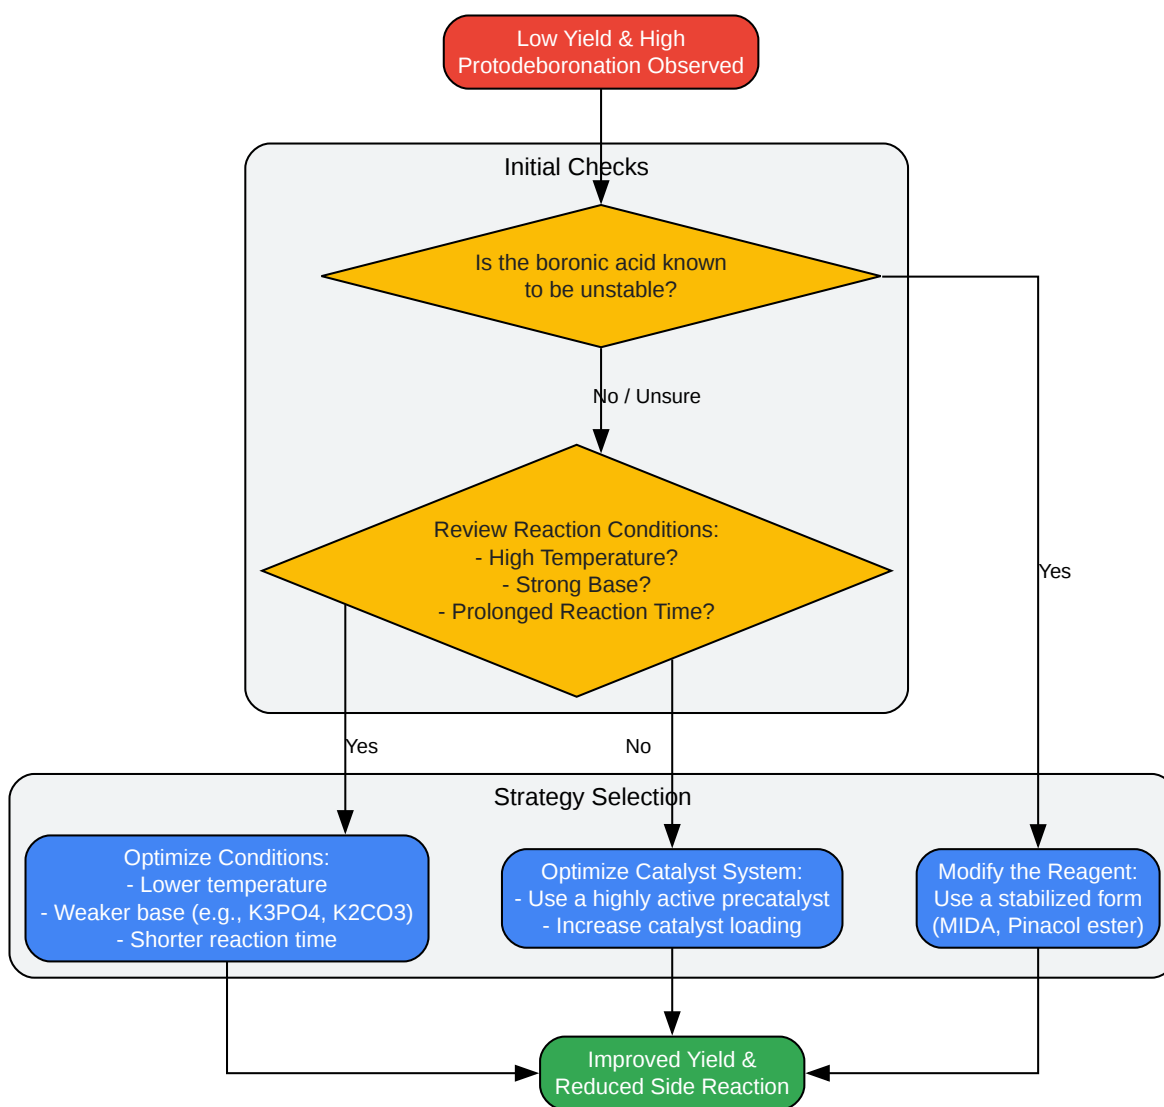 Low Yield & High
Protodeboronation Observed
Initial Checks
Is the boronic acid known
to be unstable?
No / Unsure
Review Reaction Conditions:
- High Temperature?
- Strong Base?
- Prolonged Reaction Time?
Yes
Yes
No
Strategy Selection
Optimize Conditions:
- Lower temperature
- Weaker base (e.g., K3PO4, K2CO3)
- Shorter reaction time
Optimize Catalyst System:
- Use a highly active precatalyst
- Increase catalyst loading
Modify the Reagent:
Use a stabilized form
(MIDA, Pinacol ester)
Improved Yield &
Reduced Side Reaction